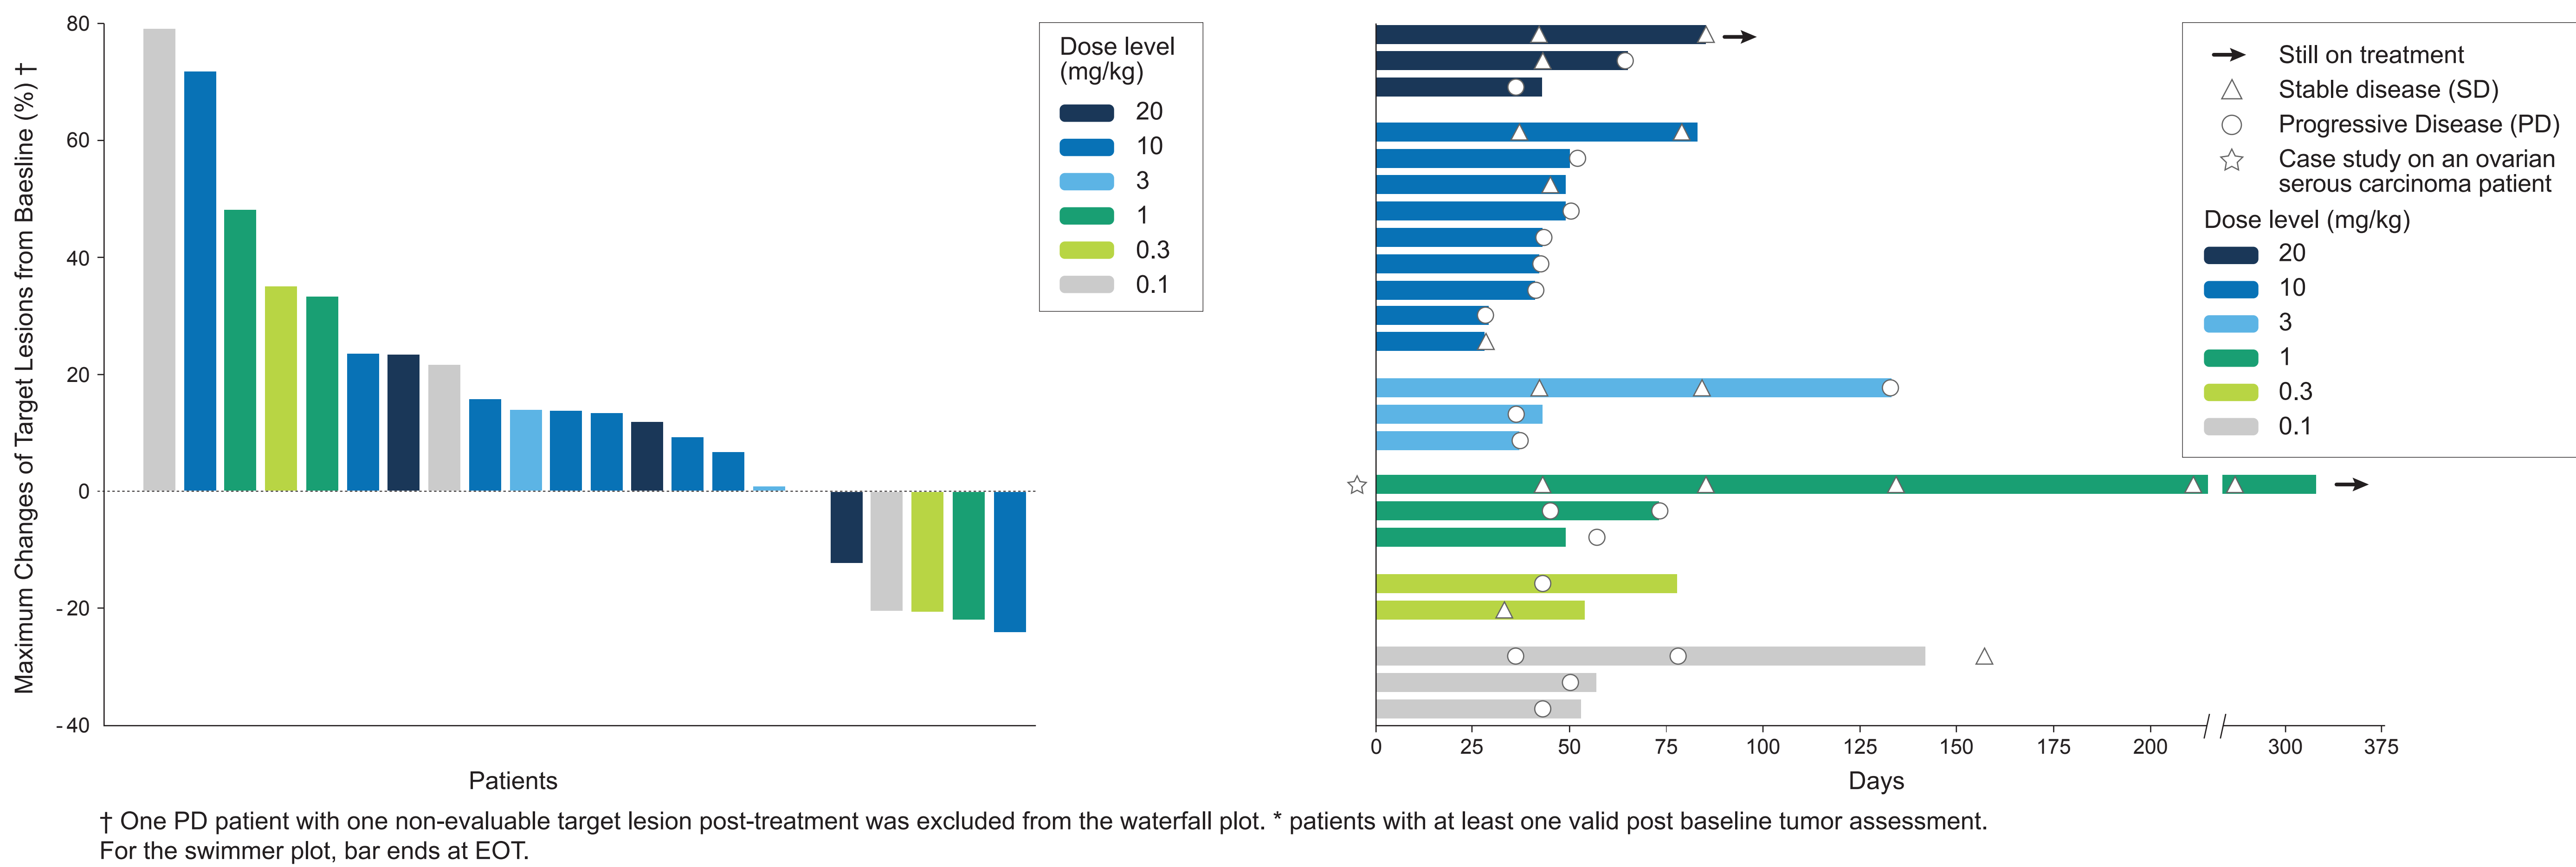 Maximum Changes of Target Lesions from Baesline (%) †
80
60
40
20
0
-20
-40
Patients
Dose level
(mg/kg)
20
10
3
1
0.3
0.1
Still on treatment
Stable disease (SD)
Progressive Disease (PD)
Case study on an ovarian
serous carcinoma patient
Dose level (mg/kg)
20
10
3
1
0.3
0.1
0 25 50 75 100 125 150 175 200 300 375
Days
† One PD patient with one non-evaluable target lesion post-treatment was excluded from the waterfall plot. * patients with at least one valid post baseline tumor assessment.
For the swimmer plot, bar ends at EOT.